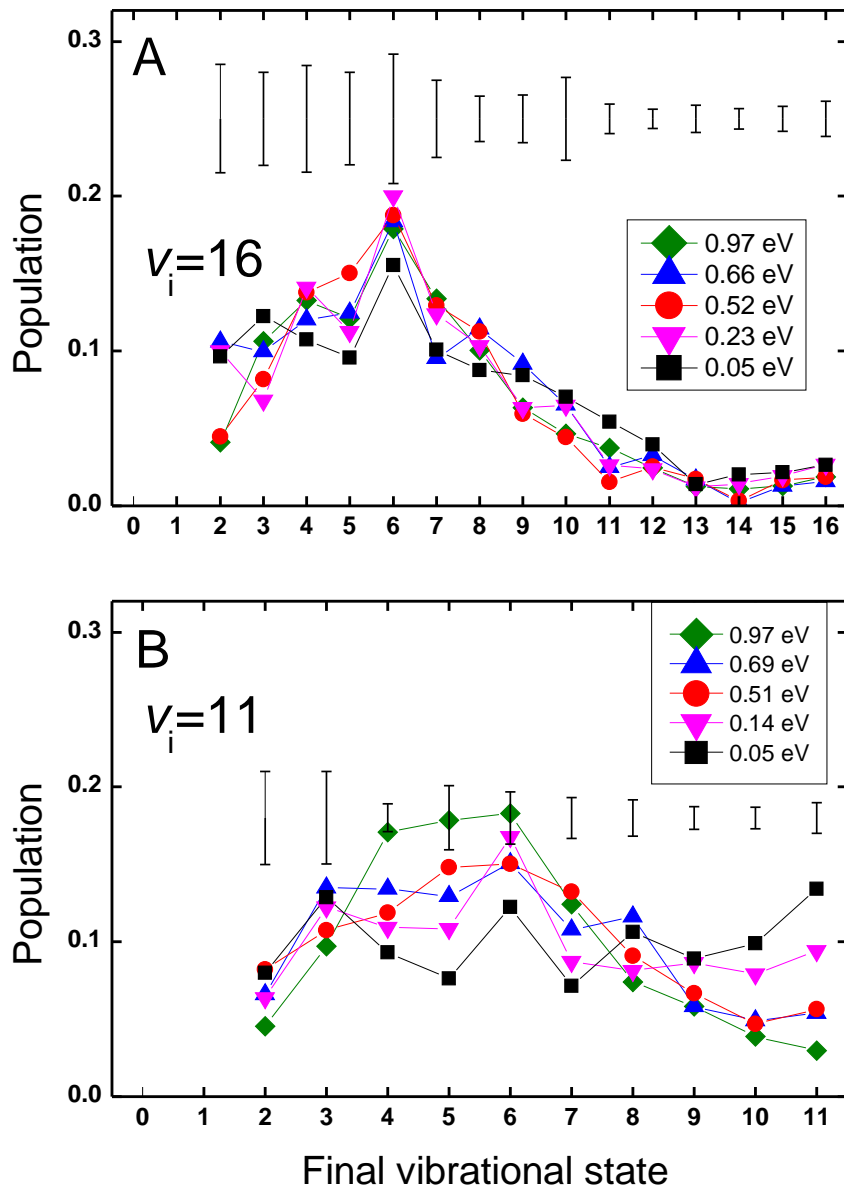 A
0.3
0.2
0.1
0.0
Population
vi=16
0.97 eV
0.66 eV
0.52 eV
0.23 eV
0.05 eV
0 1 2 3 4 5 6 7 8 9 10 11 12 13 14 15 16
B
0.3
0.2
0.1
0.0
Population
vi=11
0.97 eV
0.69 eV
0.51 eV
0.14 eV
0.05 eV
0 1 2 3 4 5 6 7 8 9 10 11
Final vibrational state